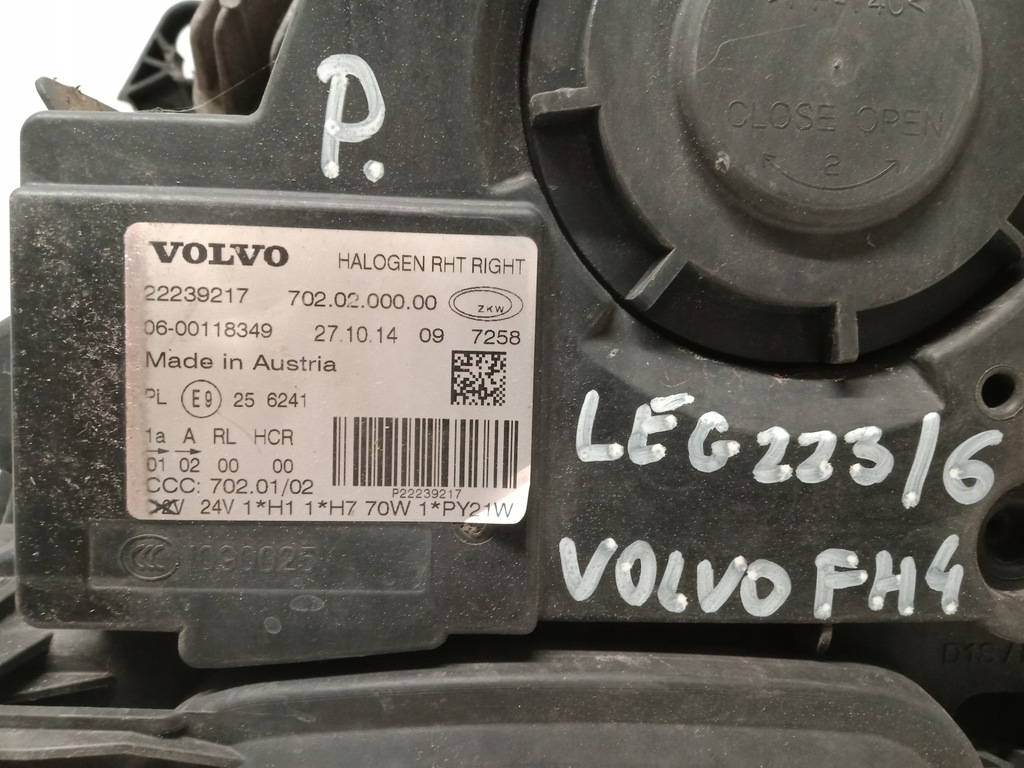 P.
CLOSE OPEN
2
VOLVO HALOGEN RHT RIGHT
22239217 702.02.000.00 ZKW
06-00118349 27.10.14 09 7258
Made in Austria
PL E9 25 6241
1a A RL HCR
01 02 00 00
CCC: 702.01/02
P22239217
24V 1*H1 1*H7 70W 1*PY21W
CCC 1090025
LEG 223/6
VOLVO FH4